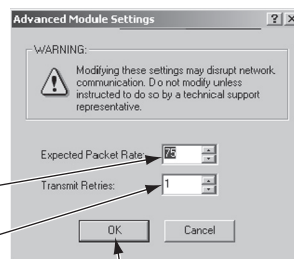 Advanced Module Settings
WARNING:
Modifying these settings may disrupt network
communication. Do not modify unless
instructed to do so by a technical support
representative.
Expected Packet Rate: 75
Transmit Retries: 1
OK Cancel